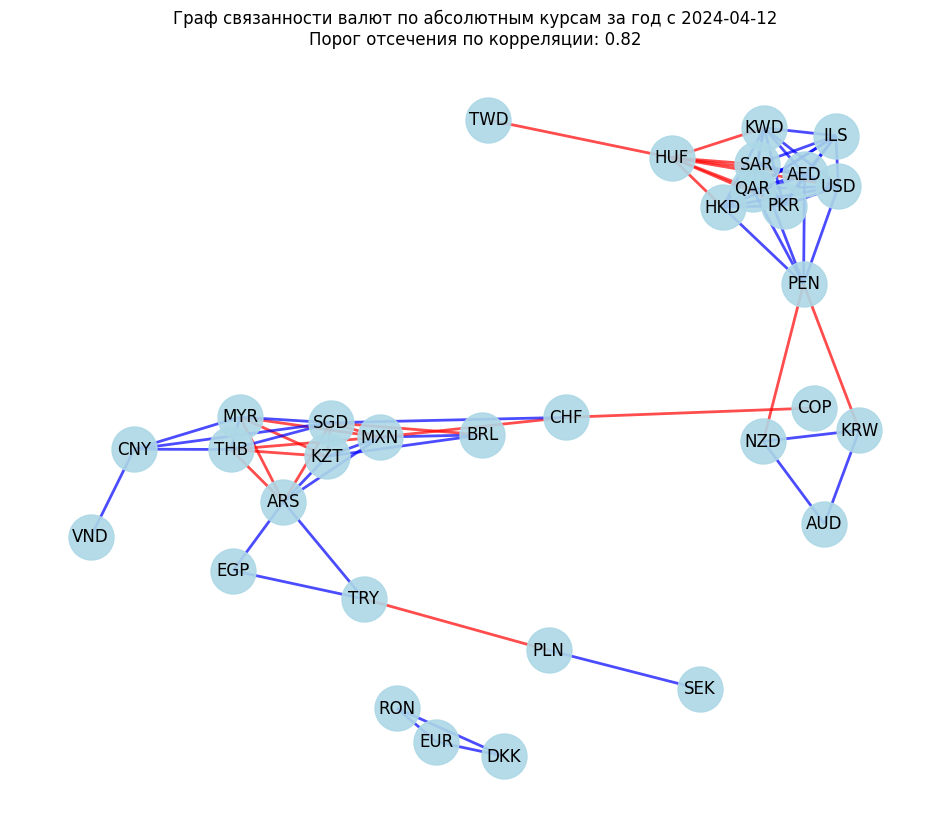 Граф связанности валют по абсолютным курсам за год с 2024-04-12
Порог отсечения по корреляции: 0.82
TWD
KWD
ILS
HUF
SAR
AED
QAR
USD
HKD
PKR
PEN
MYR
SGD
CHF
COP
MXN
BRL
KRW
CNY
THB
KZT
NZD
ARS
VND
AUD
EGP
TRY
PLN
SEK
RON
EUR
DKK